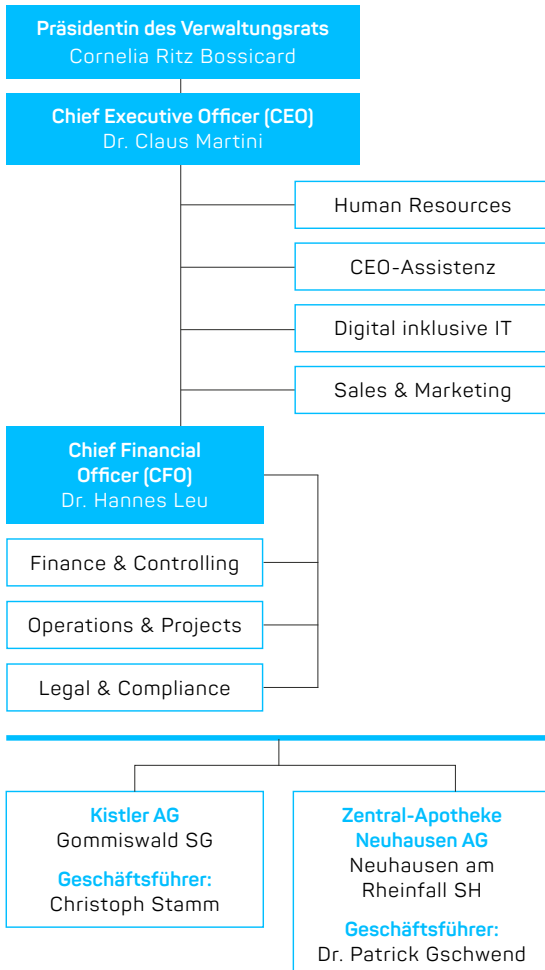 Präsidentin des Verwaltungsrats
Cornelia Ritz Bossicard
Chief Executive Officer (CEO)
Dr. Claus Martini
Human Resources
CEO-Assistenz
Digital inklusive IT
Sales & Marketing
Chief Financial
Officer (CFO)
Dr. Hannes Leu
Finance & Controlling
Operations & Projects
Legal & Compliance
Kistler AG
Gommiswald SG
Geschäftsführer:
Christoph Stamm
Zentral-Apotheke
Neuhausen AG
Neuhausen am
Rheinfall SH
Geschäftsführer:
Dr. Patrick Gschwend